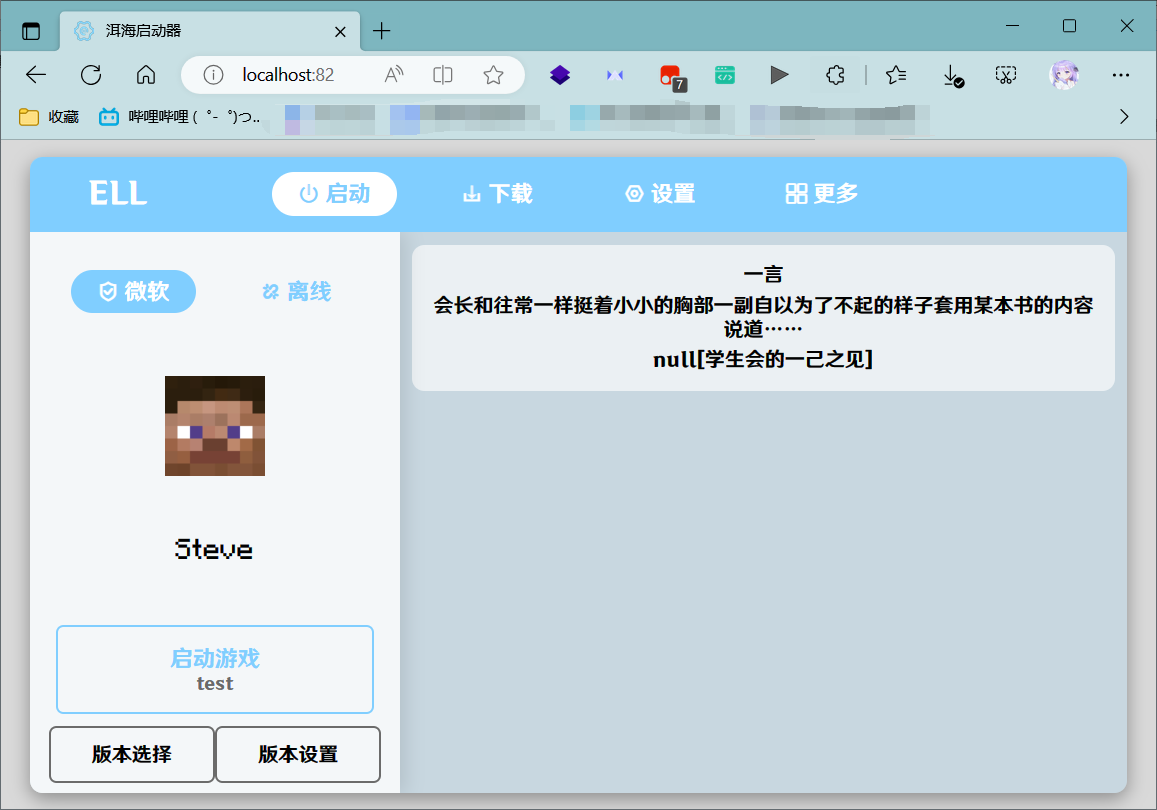 洱海启动器
localhost:82
7
收藏
哔哩哔哩 (゜-゜)つ..
ELL
启动
下载
设置
更多
微软
离线
Steve
启动游戏
test
版本选择
版本设置
一言
会长和往常一样挺着小小的胸部一副自以为了不起的样子套用某本书的内容
说道……
null[学生会的一己之见]